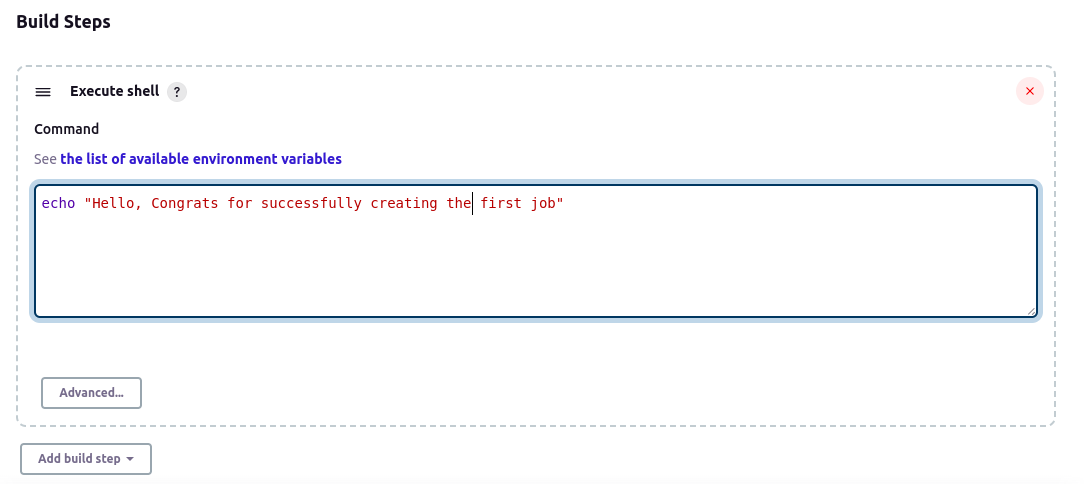 Build Steps
Execute shell ?
Command
See the list of available environment variables
echo "Hello, Congrats for successfully creating the first job"
Advanced...
Add build step